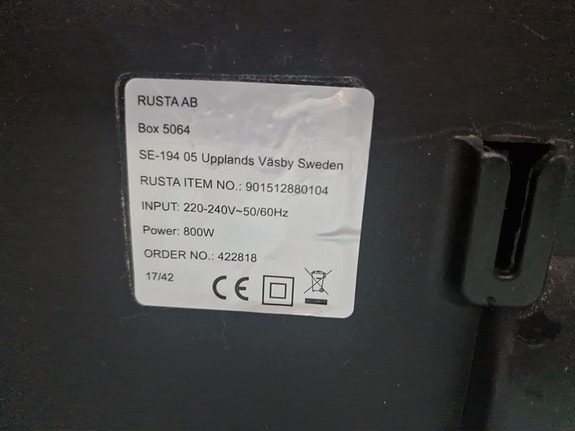 RUSTA AB
Box 5064
SE-194 05 Upplands Väsby Sweden
RUSTA ITEM NO.: 901512880104
INPUT: 220-240V~50/60Hz
Power: 800W
ORDER NO.: 422818
17/42
CE